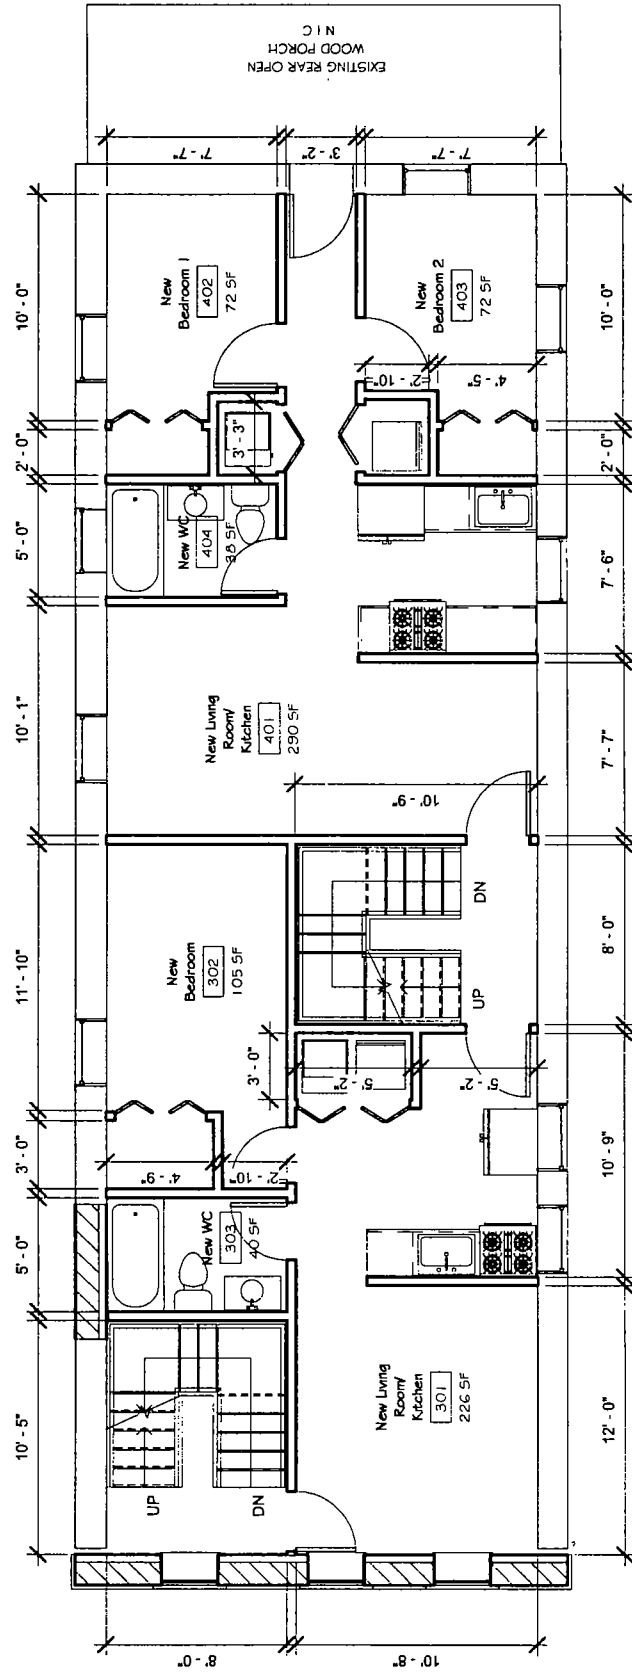 EXISTING REAR OPEN
WOOD PORCH
N I C
7' - 7"
3' - 2"
7' - 7"
10' - 0"
2' - 0"
5' - 0"
10' - 1"
11' - 10"
3' - 0"
5' - 0"
10' - 5"
New
Bedroom 1
402
72 SF
New
Bedroom 2
403
72 SF
2' - 10"
4' - 5"
3' - 3"
New WC
404
38 SF
New Living
Room/
Kitchen
401
290 SF
10' - 9"
New
Bedroom
302
105 SF
DN
UP
3' - 0"
5' - 2"
5' - 2"
4' - 9"
2' - 10"
New WC
303
40 SF
UP
DN
New Living
Room/
Kitchen
301
226 SF
10' - 0"
2' - 0"
7' - 6"
7' - 7"
8' - 0"
10' - 9"
12' - 0"
8' - 0"
10' - 8"